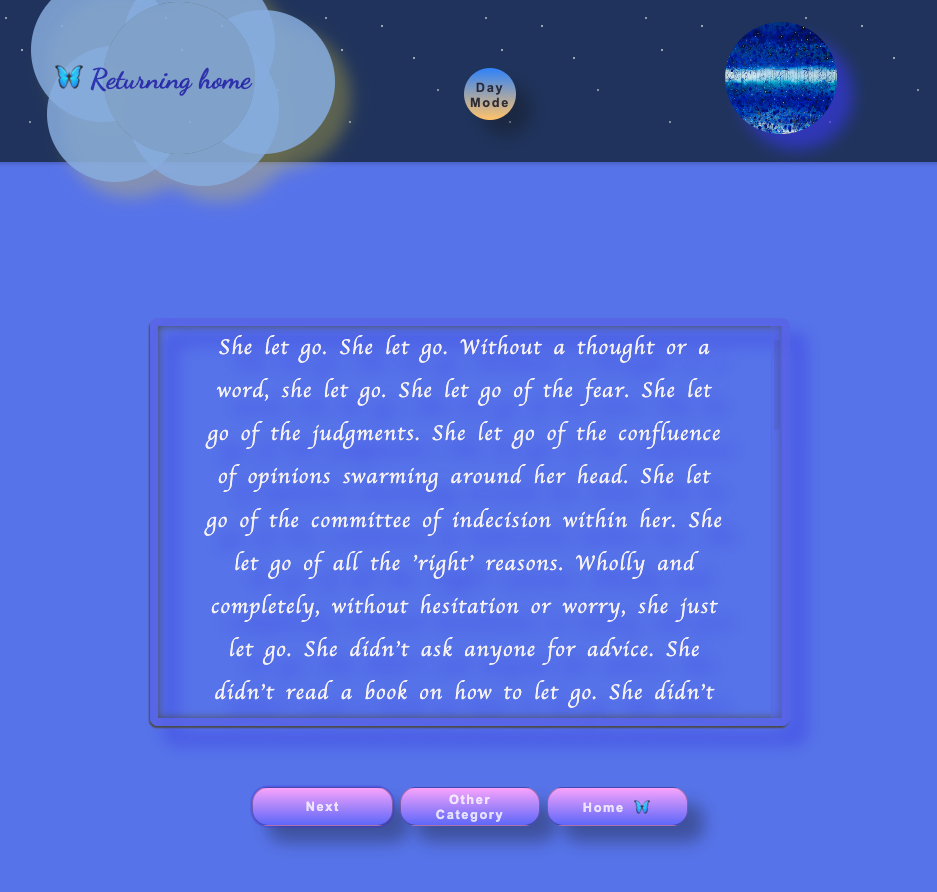 Returning home
Day
Mode
She let go. She let go. Without a thought or a
word, she let go. She let go of the fear. She let
go of the judgments. She let go of the confluence
of opinions swarming around her head. She let
go of the committee of indecision within her. She
let go of all the 'right' reasons. Wholly and
completely, without hesitation or worry, she just
let go. She didn't ask anyone for advice. She
didn't read a book on how to let go. She didn't
Next
Other
Category
Home